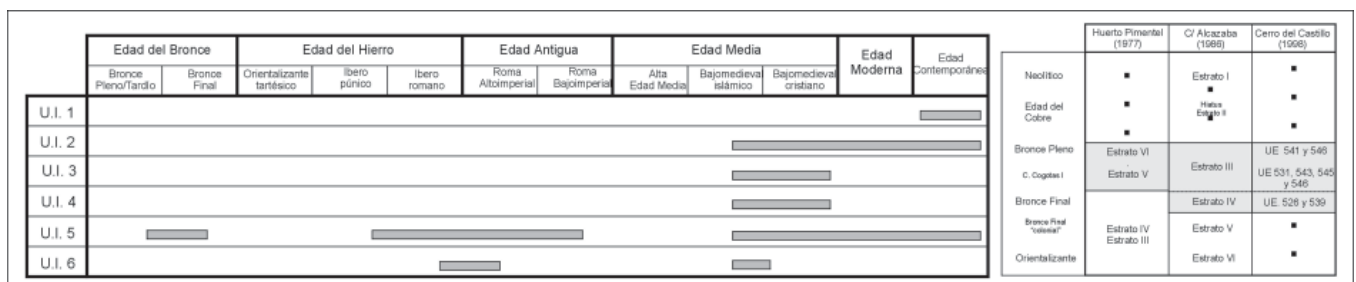 Edad del Bronce Edad del Hierro Edad Antigua Edad Media Edad Moderna Edad Contemporánea
Bronce Pleno/Tardío Bronce Final Orientalizante tartésico Ibero púnico Ibero romano Roma Altoimperial Roma Bajoimperial Alta Edad Media Bajomedieval islámico Bajomedieval cristiano
U.I. 1
U.I. 2
U.I. 3
U.I. 4
U.I. 5
U.I. 6
Huerto Pimentel (1977) C/ Alcazaba (1986) Cerro del Castillo (1998)
Neolítico Estrato I
Edad del Cobre Hiatus Estrato II
Bronce Pleno Estrato VI UE 541 y 546
C. Cogotas I Estrato V Estrato III UE 531, 543, 545 y 546
Bronce Final Estrato IV UE. 526 y 539
Bronce Final "colonial" Estrato IV Estrato III Estrato V
Orientalizante Estrato VI